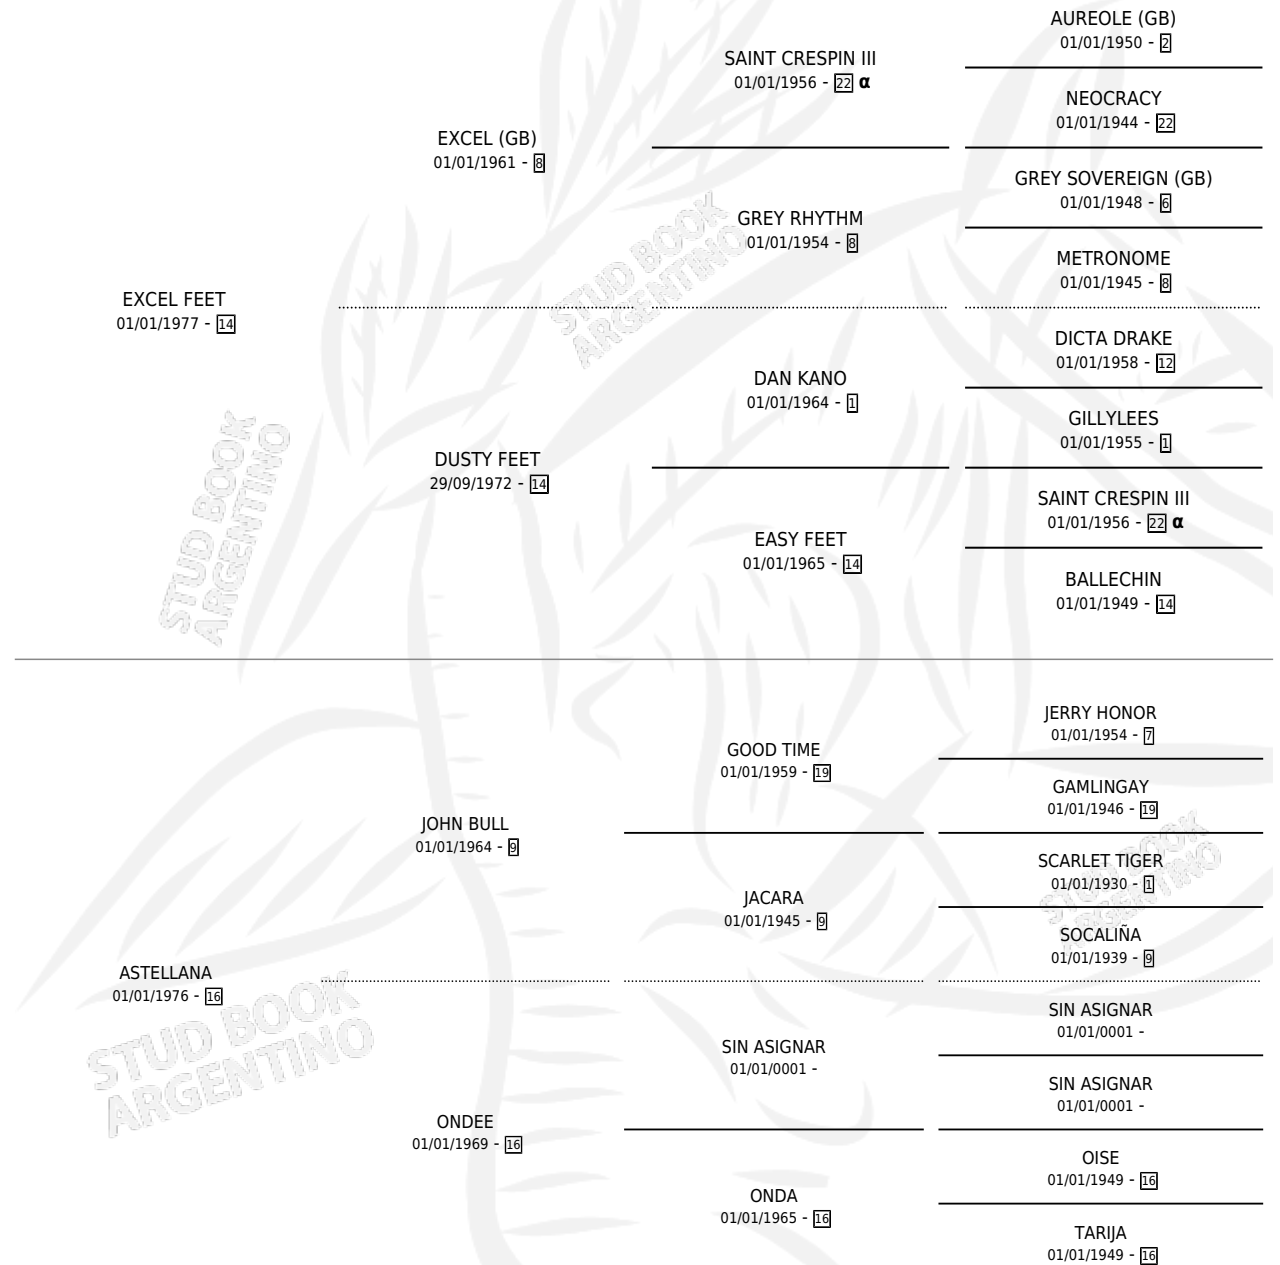 AUREOLE (GB)
01/01/1950 - 2
SAINT CRESPIN III
01/01/1956 - 22 α
NEOCRACY
01/01/1944 - 22
EXCEL (GB)
01/01/1961 - 8
GREY SOVEREIGN (GB)
01/01/1948 - 6
GREY RHYTHM
01/01/1954 - 8
METRONOME
01/01/1945 - 8
EXCEL FEET
01/01/1977 - 14
DICTA DRAKE
01/01/1958 - 12
DAN KANO
01/01/1964 - 1
GILLYLEES
01/01/1955 - 1
DUSTY FEET
29/09/1972 - 14
SAINT CRESPIN III
01/01/1956 - 22 α
EASY FEET
01/01/1965 - 14
BALLECHIN
01/01/1949 - 14
JERRY HONOR
01/01/1954 - 7
GOOD TIME
01/01/1959 - 19
GAMLINGAY
01/01/1946 - 19
JOHN BULL
01/01/1964 - 9
SCARLET TIGER
01/01/1930 - 1
JACARA
01/01/1945 - 9
SOCALIÑA
01/01/1939 - 9
ASTELLANA
01/01/1976 - 16
SIN ASIGNAR
01/01/0001 -
SIN ASIGNAR
01/01/0001 -
SIN ASIGNAR
01/01/0001 -
ONDEE
01/01/1969 - 16
OISE
01/01/1949 - 16
ONDA
01/01/1965 - 16
TARIJA
01/01/1949 - 16
STUD BOOK
ARGENTINO
STUD BOOK
ARGENTINO
STUD BOOK
ARGENTINO
STUD BOOK
ARGENTINO